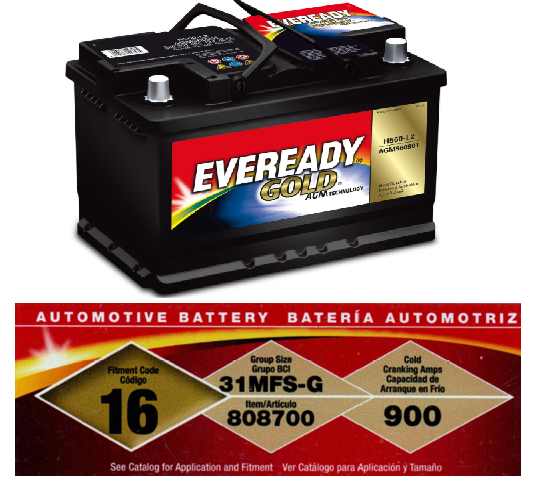 EVEREADY
EVEREADY
GOLD
AGM TECHNOLOGY
H560-L2
AUTOMOTIVE BATTERY BATERÍA AUTOMOTRIZ
Fitment Code
Código
16
Group Size
Grupo BCI
31MFS-G
Item/Artículo
808700
Cold
Cranking Amps
Capacidad de
Arranque en Frío
900
See Catalog for Application and Fitment Ver Catálogo para Aplicación y Tamaño